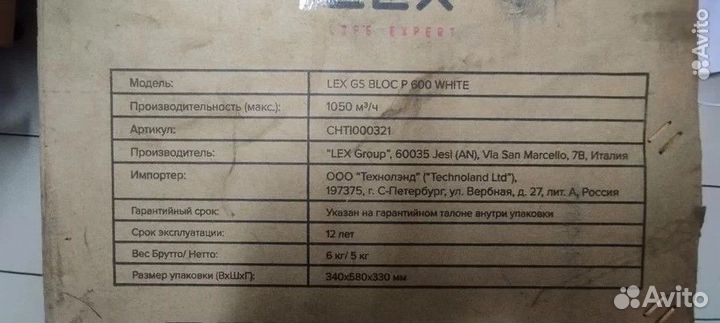 LEX
Avito
Модель: LEX GS BLOC P 600 WHITE
Производительность (макс.): 1050 м³/ч
Артикул: CHTI000321
Производитель: "LEX Group", 60035 Jesi (AN), Via San Marcello, 7B, Италия
Импортер: ООО "Технолэнд" ("Technoland Ltd"),
197375, г. С-Петербург, ул. Вербная, д. 27, лит. А, Россия
Гарантийный срок: Указан на гарантийном талоне внутри упаковки
Срок эксплуатации: 12 лет
Вес Брутто/ Нетто: 6 кг/ 5 кг
Размер упаковки (ВхШхГ): 340х580х330 мм
Avito